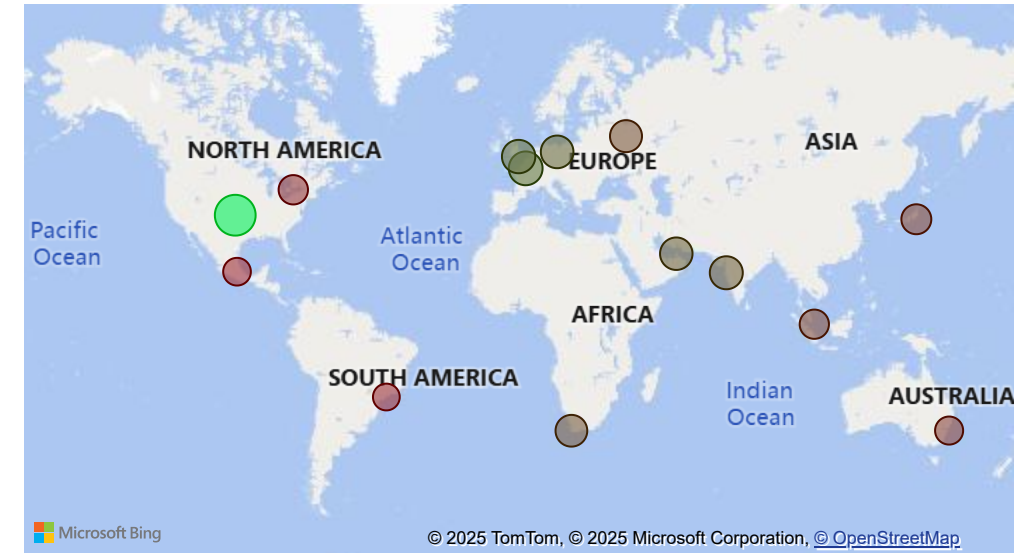 ASIA
NORTH AMERICA
EUROPE
Pacific
Ocean
Atlantic
Ocean
AFRICA
SOUTH AMERICA
Indian
Ocean
AUSTRALIA
Microsoft Bing
© 2025 TomTom, © 2025 Microsoft Corporation, © OpenStreetMap